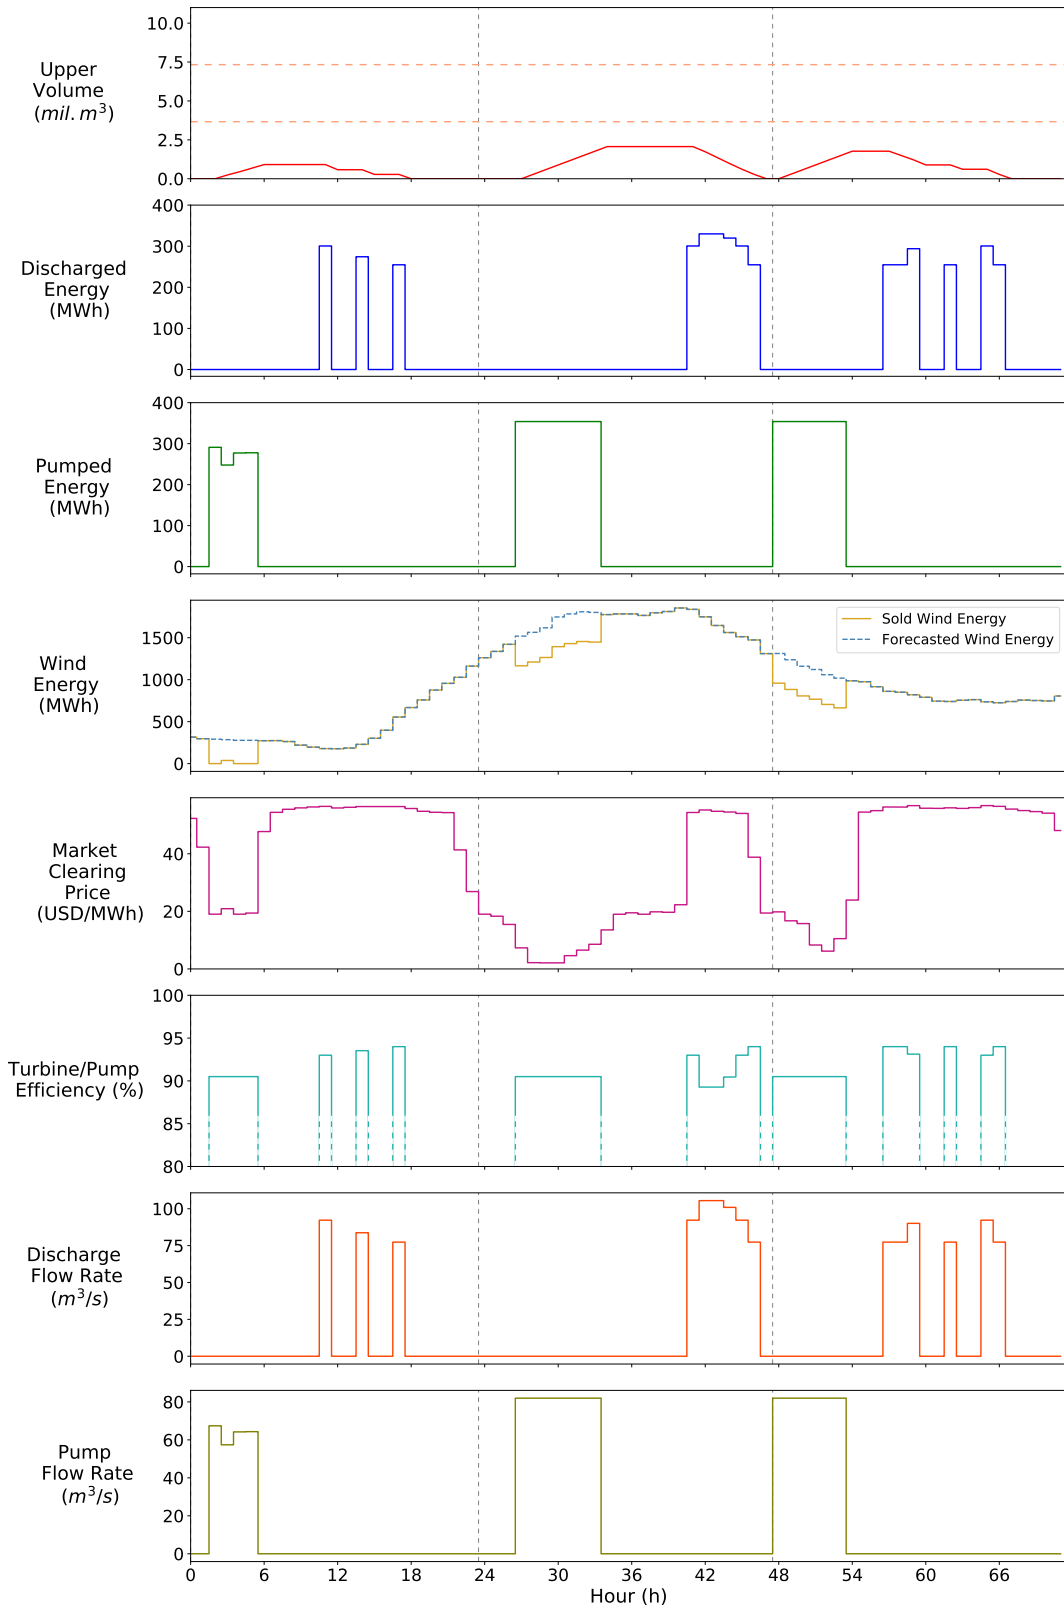 Upper
Volume
(mil. m³)
10.0
7.5
5.0
2.5
0.0
Discharged
Energy
(MWh)
400
300
200
100
0
Pumped
Energy
(MWh)
400
300
200
100
0
Wind
Energy
(MWh)
1500
1000
500
0
Sold Wind Energy
Forecasted Wind Energy
Market
Clearing
Price
(USD/MWh)
40
20
0
Turbine/Pump
Efficiency (%)
100
95
90
85
80
Discharge
Flow Rate
(m³/s)
100
75
50
25
0
Pump
Flow Rate
(m³/s)
80
60
40
20
0
0 6 12 18 24 30 36 42 48 54 60 66
Hour (h)